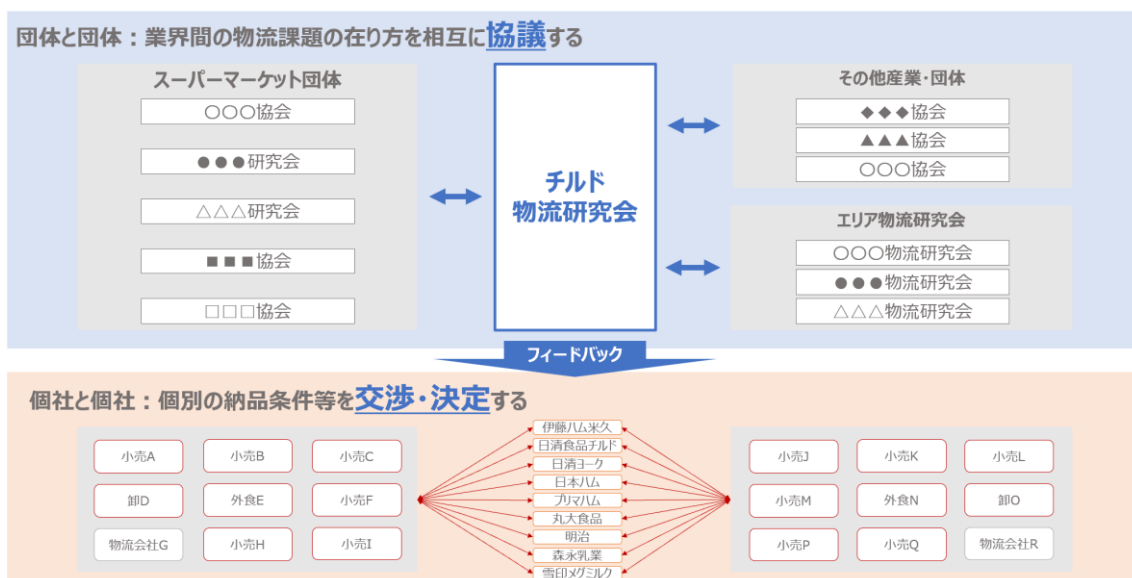 団体と団体：業界間の物流課題の在り方を相互に協議する
スーパーマーケット団体
〇〇〇協会
●●●研究会
△△△研究会
■■■協会
□□□協会
チルド
物流研究会
その他産業・団体
◆◆◆協会
▲▲▲協会
〇〇〇協会
エリア物流研究会
〇〇〇物流研究会
●●●物流研究会
△△△物流研究会
フィードバック
個社と個社：個別の納品条件等を交渉・決定する
小売A
小売B
小売C
卸D
外食E
小売F
物流会社G
小売H
小売I
伊藤ハム米久
日清食品チルド
日清ヨーク
日本ハム
プリマハム
丸大食品
明治
森永乳業
雪印メグミルク
小売J
小売K
小売L
小売M
外食N
卸O
小売P
小売Q
物流会社R